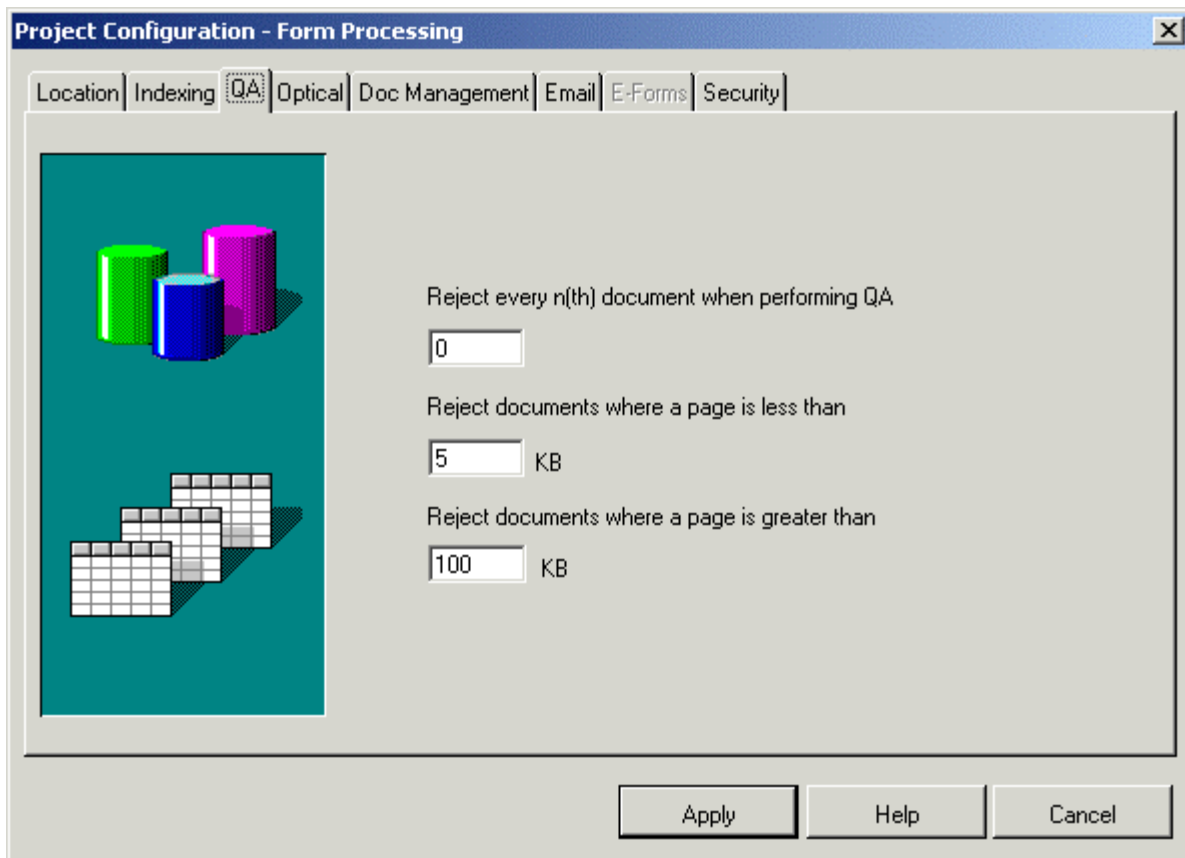 Project Configuration - Form Processing
Location Indexing QA Optical Doc Management Email E-Forms Security
Reject every n(th) document when performing QA
0
Reject documents where a page is less than
5 KB
Reject documents where a page is greater than
100 KB
Apply Help Cancel